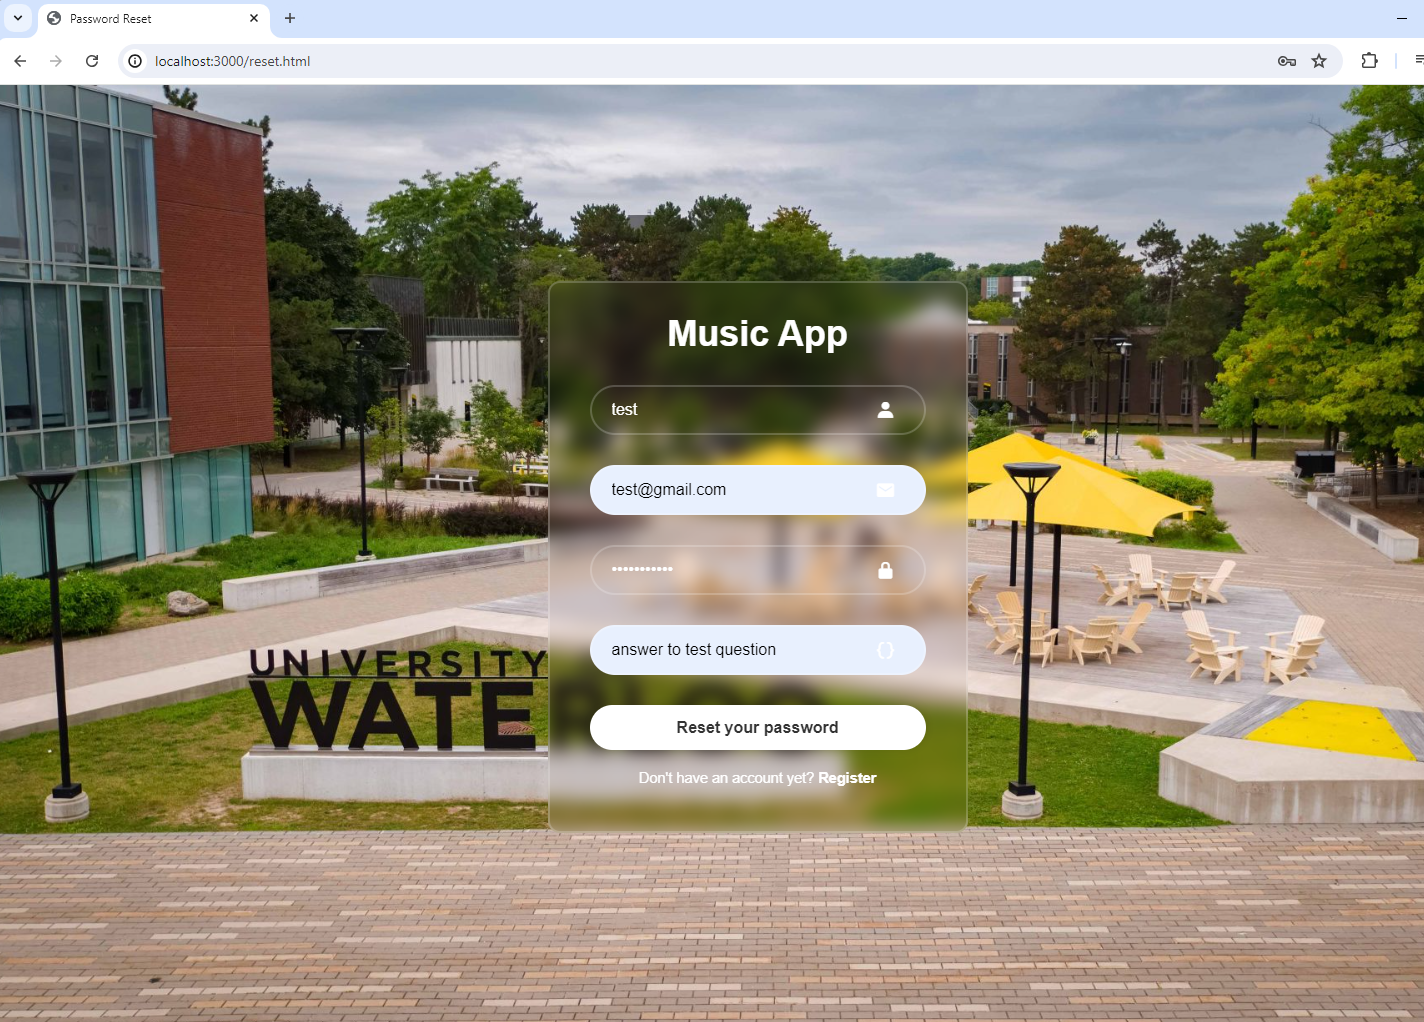 Password Reset
localhost:3000/reset.html
Music App
test
test@gmail.com
•••••••••••
answer to test question
Reset your password
Don't have an account yet? Register
UNIVERSITY
WATE